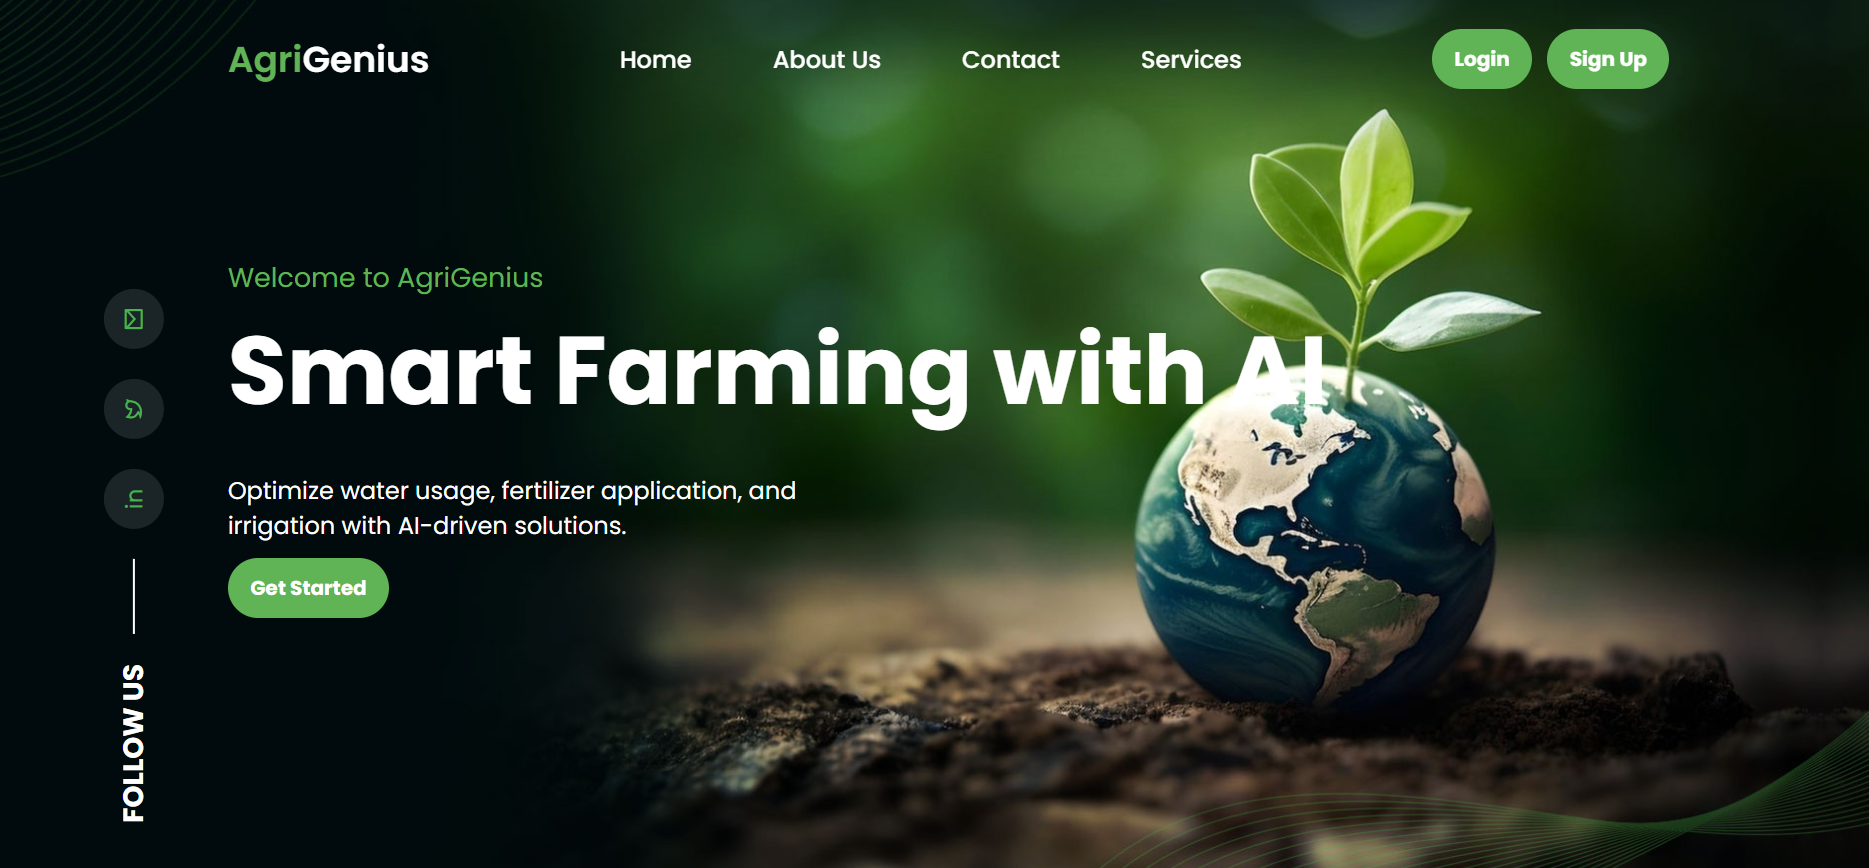 AgriGenius
Home
About Us
Contact
Services
Login
Sign Up
Welcome to AgriGenius
Smart Farming with AI
Optimize water usage, fertilizer application, and
irrigation with AI-driven solutions.
Get Started
in
FOLLOW US